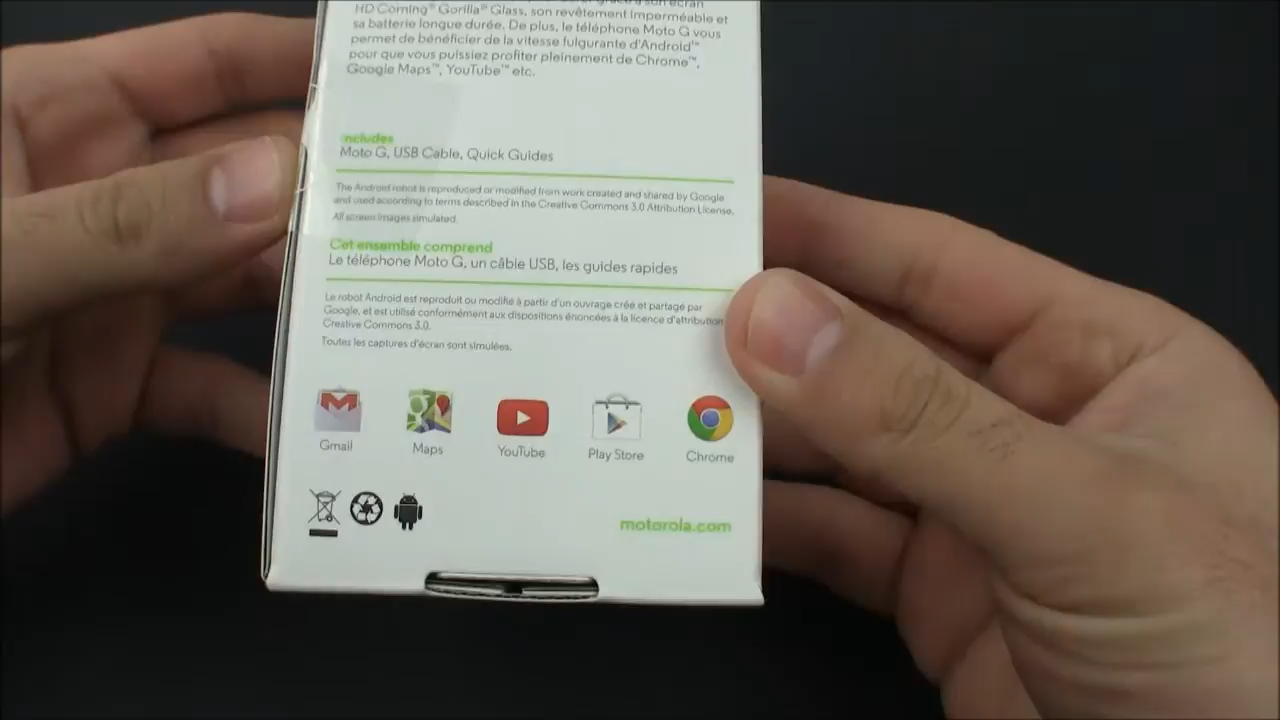 grâce à son écran
HD Corning® Gorilla® Glass, son revêtement imperméable et
sa batterie longue durée. De plus, le téléphone Moto G vous
permet de bénéficier de la vitesse fulgurante d'Android™
pour que vous puissiez profiter pleinement de Chrome™,
Google Maps™, YouTube™ etc.
Includes
Moto G, USB Cable, Quick Guides
The Android robot is reproduced or modified from work created and shared by Google
and used according to terms described in the Creative Commons 3.0 Attribution License.
All screen images simulated.
Cet ensemble comprend
Le téléphone Moto G, un câble USB, les guides rapides
Le robot Android est reproduit ou modifié à partir d'un ouvrage créé et partagé par
Google, et est utilisé conformément aux dispositions énoncées à la licence d'attribution
Creative Commons 3.0.
Toutes les captures d'écran sont simulées.
Gmail
Maps
YouTube
Play Store
Chrome
motorola.com